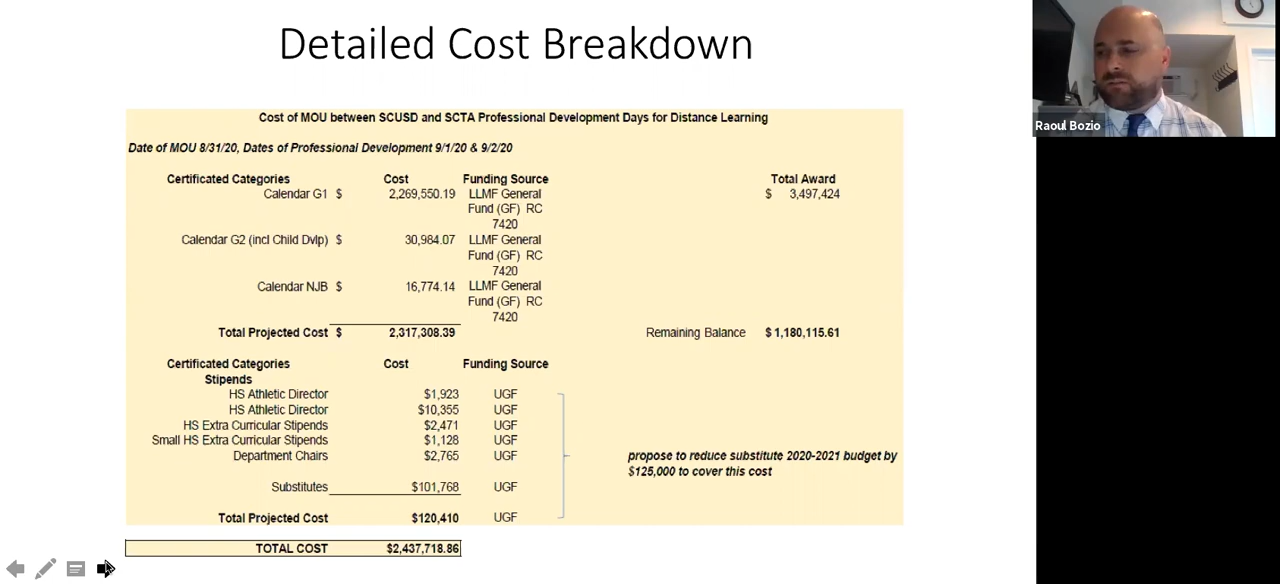 Detailed Cost Breakdown
Raoul Bozio
Cost of MOU between SCUSD and SCTA Professional Development Days for Distance Learning
Date of MOU 8/31/20, Dates of Professional Development 9/1/20 & 9/2/20
Certificated Categories Cost Funding Source Total Award
Calendar G1 $ 2,269,550.19 LLMF General $ 3,497,424
Fund (GF) RC
7420
Calendar G2 (incl Child Dvlp) $ 30,984.07 LLMF General
Fund (GF) RC
7420
Calendar NJB $ 16,774.14 LLMF General
Fund (GF) RC
7420
Total Projected Cost $ 2,317,308.39 Remaining Balance $ 1,180,115.61
Certificated Categories Cost Funding Source
Stipends
HS Athletic Director $1,923 UGF
HS Athletic Director $10,355 UGF
HS Extra Curricular Stipends $2,471 UGF
Small HS Extra Curricular Stipends $1,128 UGF
Department Chairs $2,765 UGF
propose to reduce substitute 2020-2021 budget by
$125,000 to cover this cost
Substitutes $101,768 UGF
Total Projected Cost $120,410 UGF
TOTAL COST $2,437,718.86